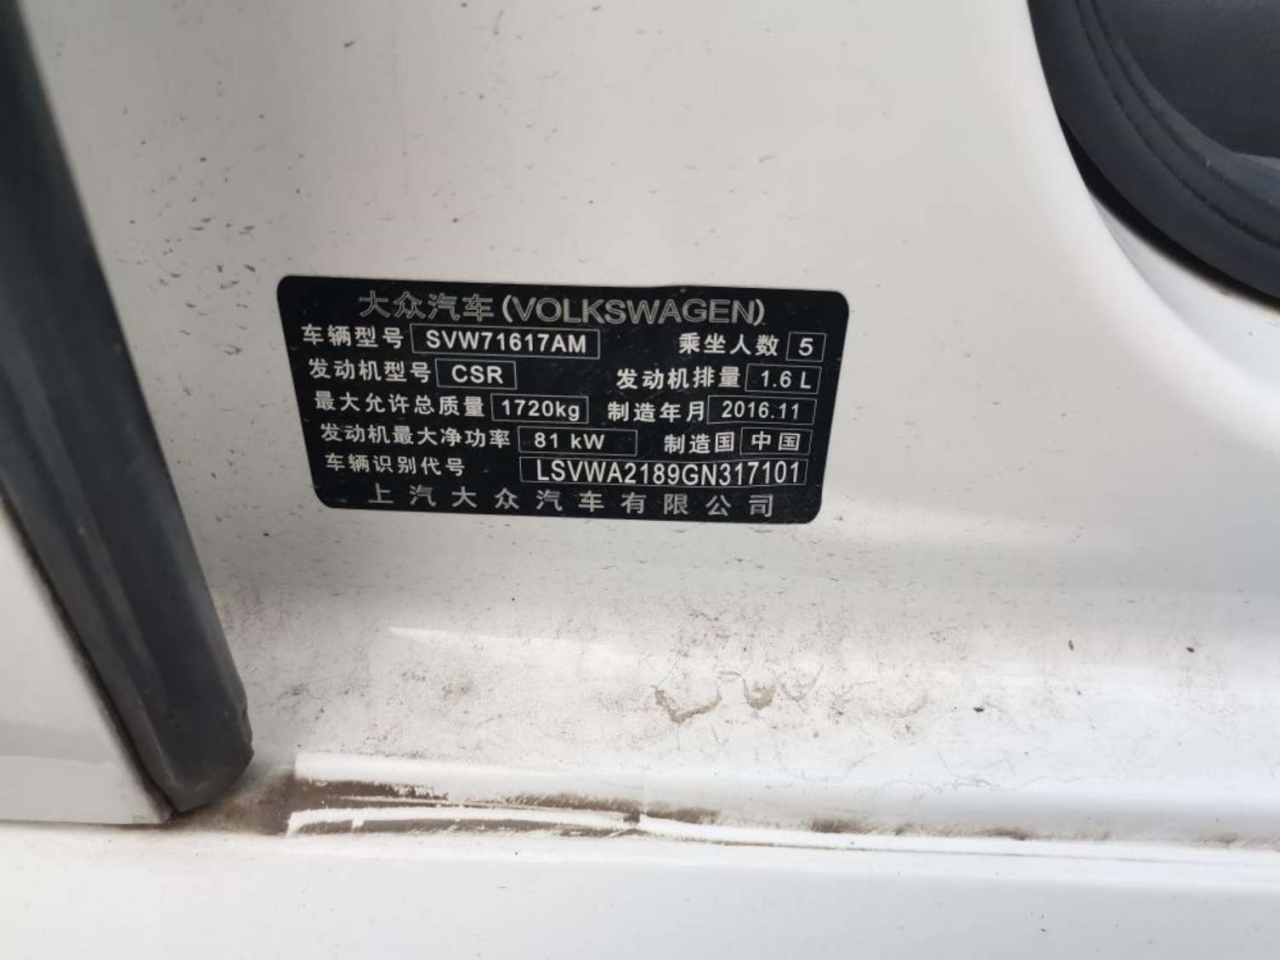 大众汽车(VOLKSWAGEN)
车辆型号 SVW71617AM 乘坐人数 5
发动机型号 CSR 发动机排量 1.6 L
最大允许总质量 1720kg 制造年月 2016.11
发动机最大净功率 81 kW 制造国 中国
车辆识别代号 LSVWA2189GN317101
上汽大众汽车有限公司